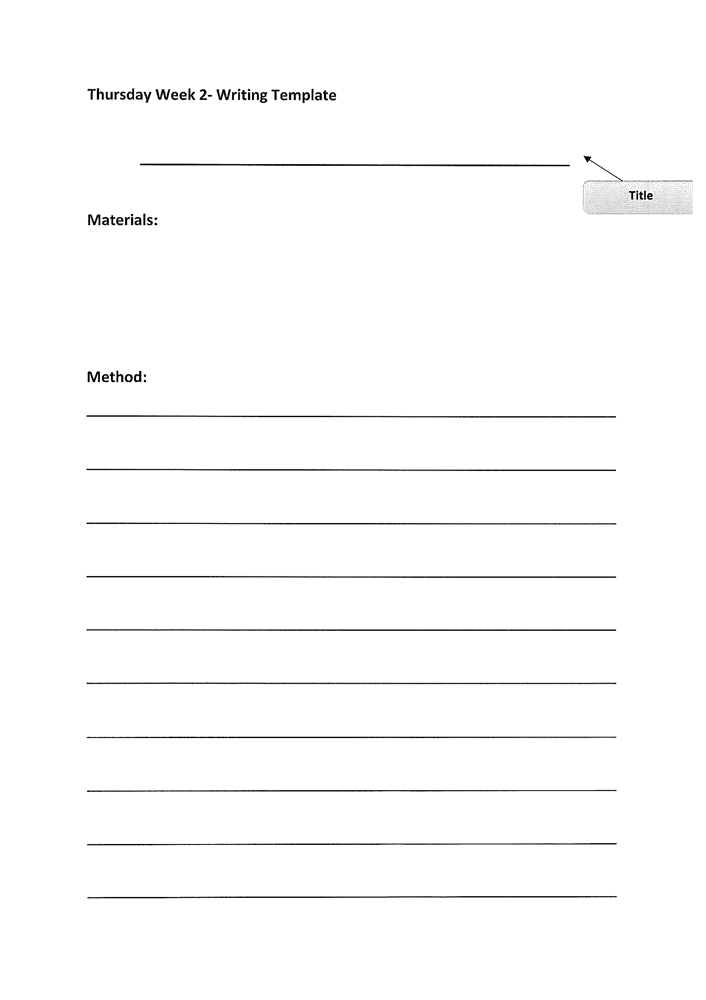 Thursday Week 2- Writing Template
Title
Materials:
Method: